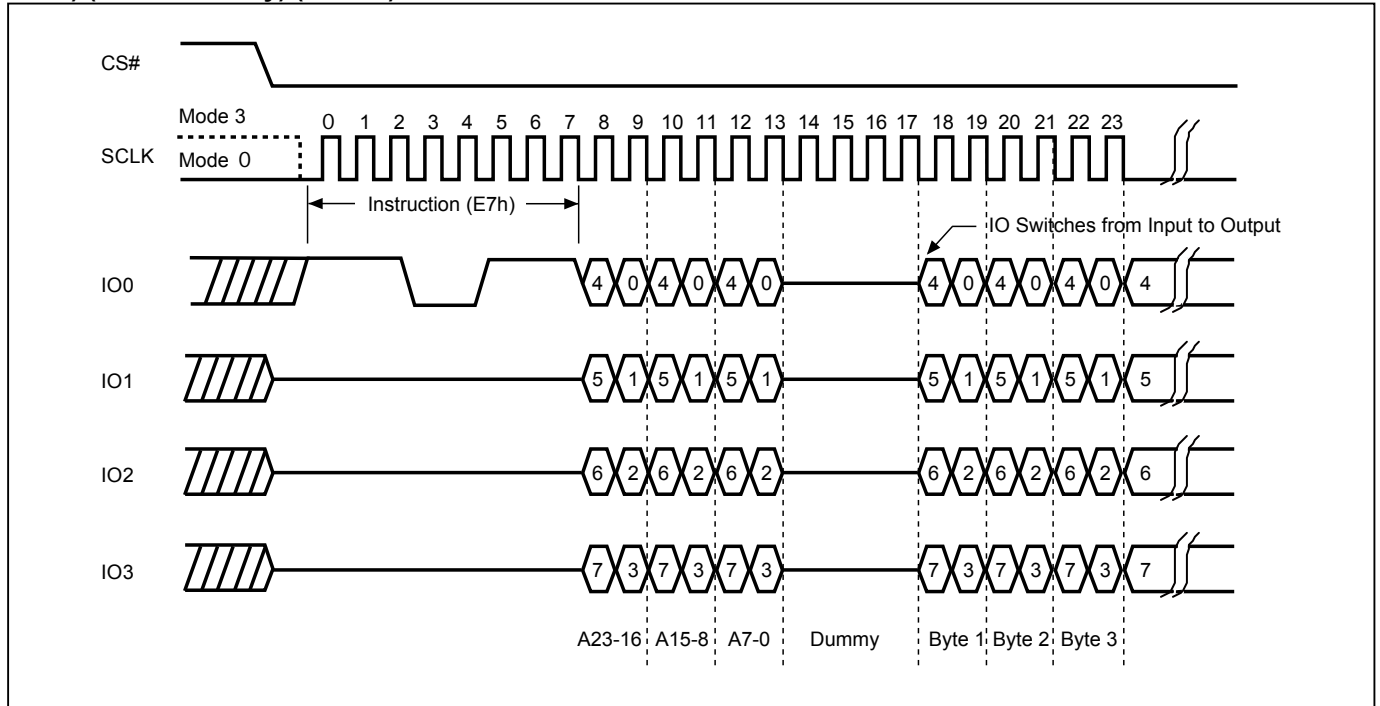 CS#
Mode 3
0 1 2 3 4 5 6 7 8 9 10 11 12 13 14 15 16 17 18 19 20 21 22 23
SCLK
Mode 0
Instruction (E7h)
IO Switches from Input to Output
IO0 4 0 4 0 4 0 4 0 4 0 4 0 4
IO1 5 1 5 1 5 1 5 1 5 1 5 1 5
IO2 6 2 6 2 6 2 6 2 6 2 6 2 6
IO3 7 3 7 3 7 3 7 3 7 3 7 3 7
A23-16 A15-8 A7-0 Dummy Byte 1 Byte 2 Byte 3